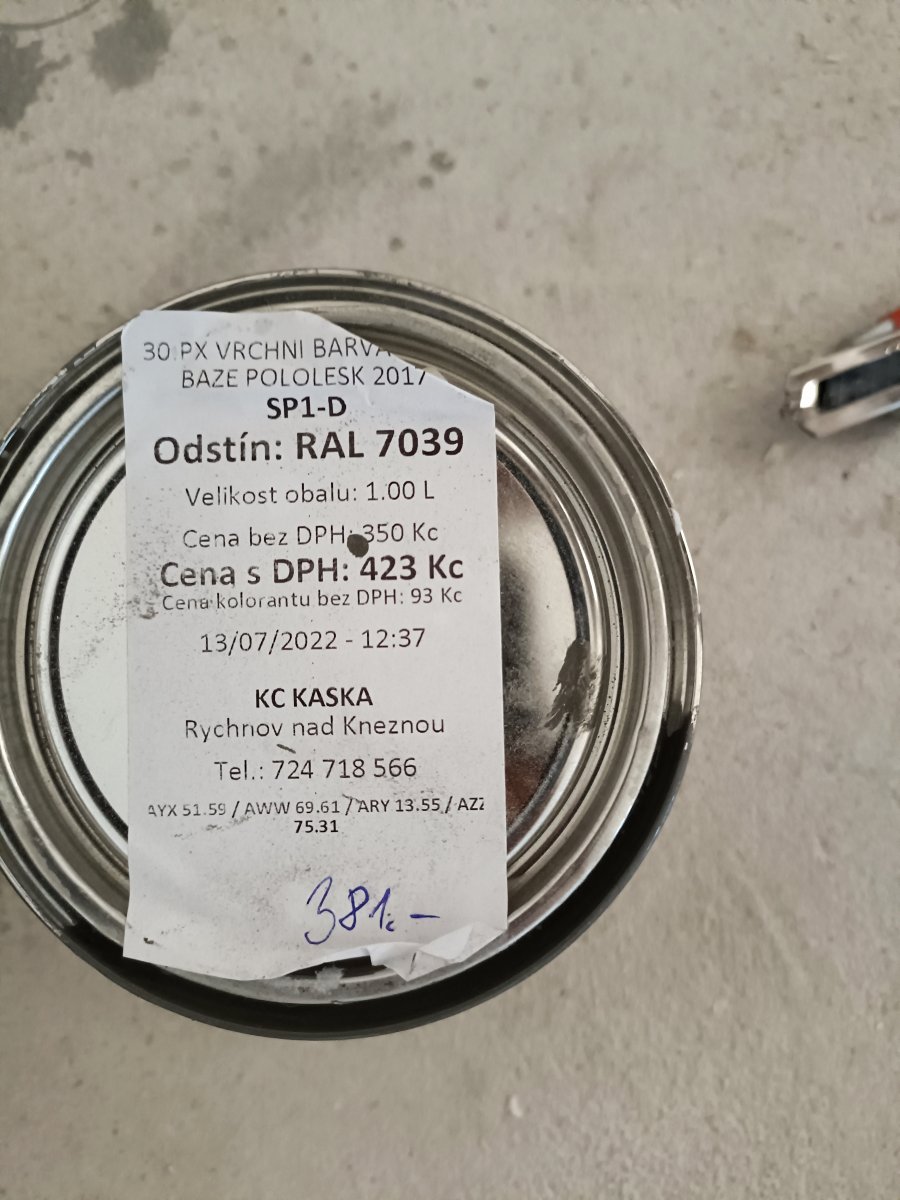 30 PX VRCHNI BARVA
BAZE POLOLESK 2017
SP1-D
Odstín: RAL 7039
Velikost obalu: 1.00 L
Cena bez DPH: 350 Kc
Cena s DPH: 423 Kc
Cena kolorantu bez DPH: 93 Kc
13/07/2022 - 12:37
KC KASKA
Rychnov nad Kneznou
Tel.: 724 718 566
AYX 51.59 / AWW 69.61 / ARY 13.55 / AZZ
75.31
381,-